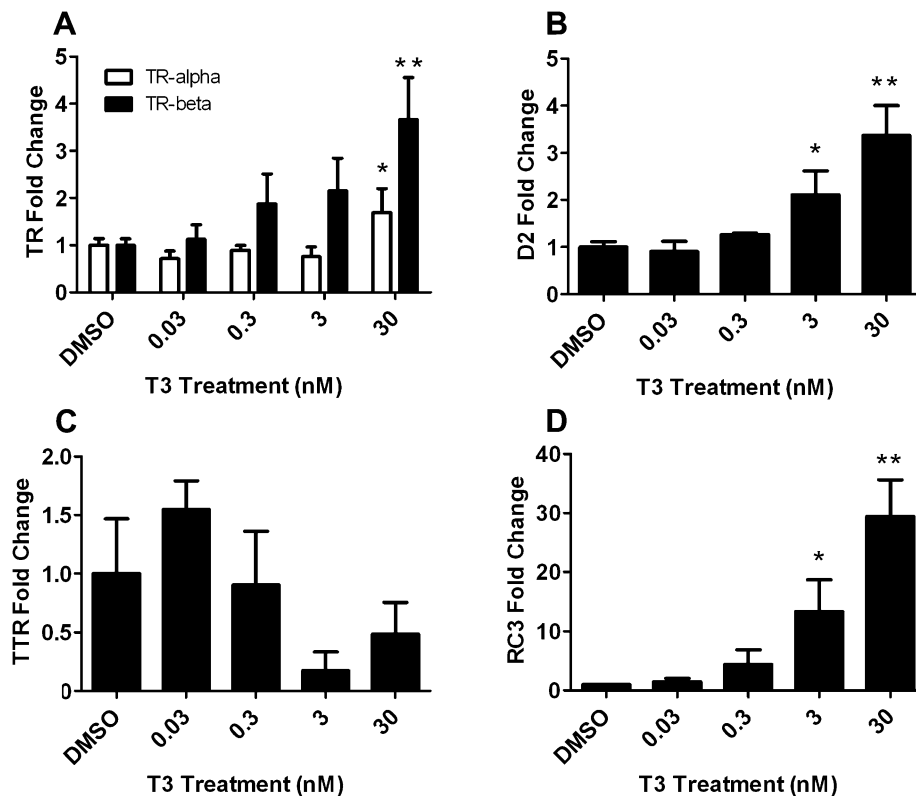 A
TR Fold Change
5
4
3
2
1
0
TR-alpha
TR-beta
*
**
DMSO
0.03
0.3
3
30
T3 Treatment (nM)
B
D2 Fold Change
5
4
3
2
1
0
*
**
DMSO
0.03
0.3
3
30
T3 Treatment (nM)
C
TTR Fold Change
2.0
1.5
1.0
0.5
0
DMSO
0.03
0.3
3
30
T3 Treatment (nM)
D
RC3 Fold Change
40
30
20
10
0
*
**
DMSO
0.03
0.3
3
30
T3 Treatment (nM)